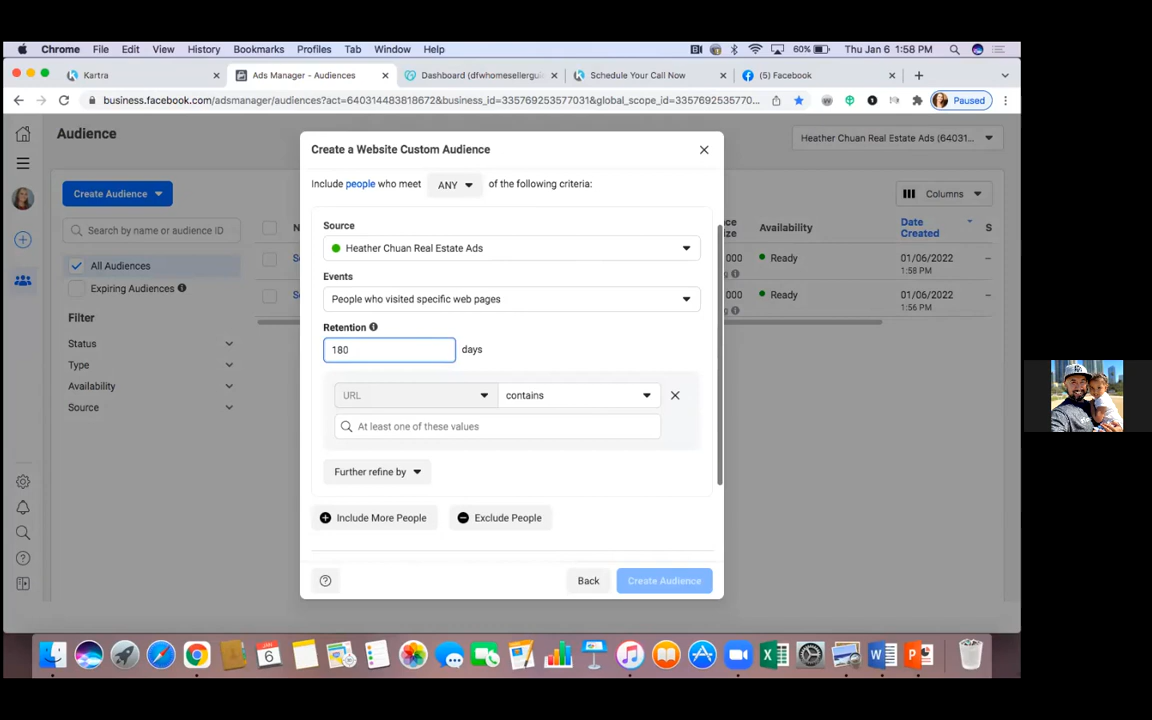 Chrome File Edit View History Bookmarks Profiles Tab Window Help 60% Thu Jan 6 1:58 PM
Kartra Ads Manager - Audiences Dashboard (dfwhomesellergui Schedule Your Call Now (5) Facebook
business.facebook.com/adsmanager/audiences?act=640314483818672&business_id=335769253577031&global_scope_id=3357692535770... Paused
Audience
Heather Chuan Real Estate Ads (64031...
Create a Website Custom Audience
Include people who meet ANY of the following criteria:
Create Audience
Columns
Search by name or audience ID
Availability
Date
Created
S
Source
Heather Chuan Real Estate Ads
All Audiences
000
Ready
01/06/2022
1:58 PM
Expiring Audiences
Events
People who visited specific web pages
000
Ready
01/06/2022
1:56 PM
Filter
Status
Type
Availability
Source
Retention
180 days
URL contains
At least one of these values
Further refine by
Include More People Exclude People
Back Create Audience